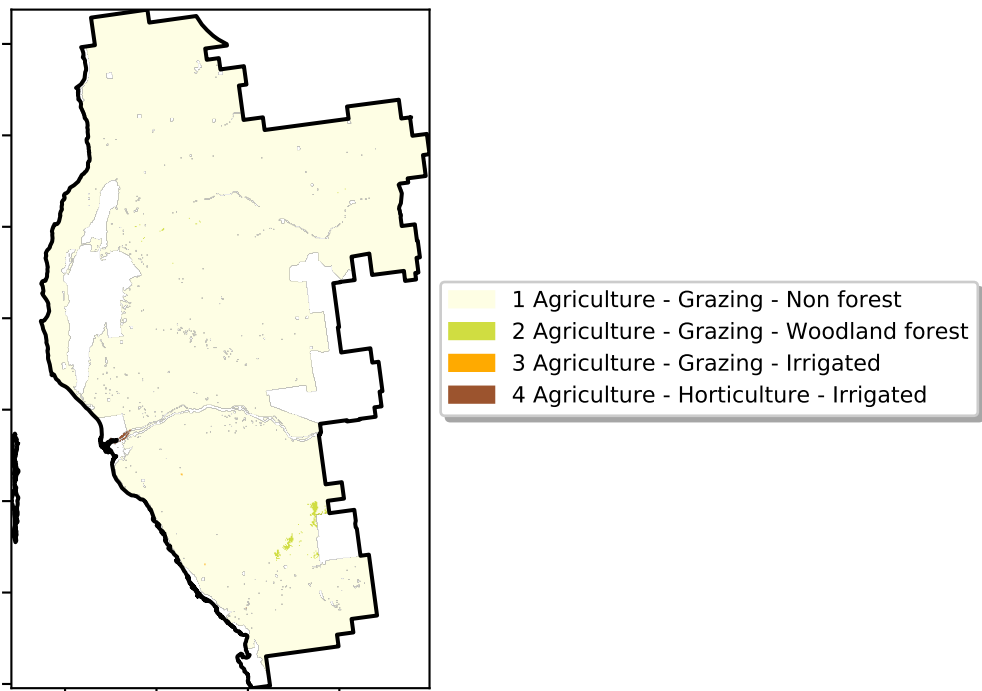 1 Agriculture - Grazing - Non forest
2 Agriculture - Grazing - Woodland forest
3 Agriculture - Grazing - Irrigated
4 Agriculture - Horticulture - Irrigated